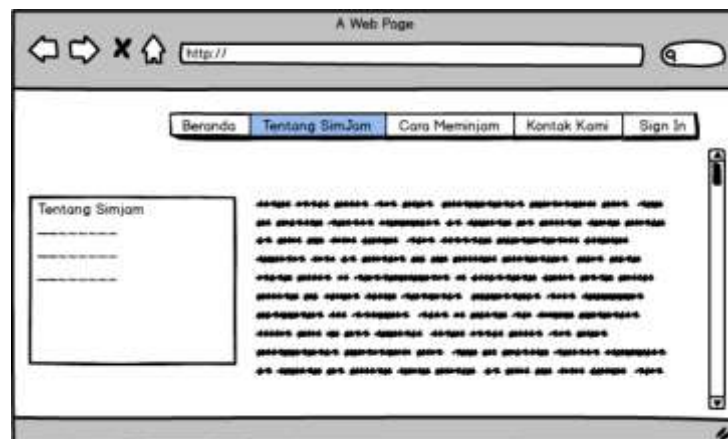 A Web Page
http://
Beranda Tentang SimJam Cara Meminjam Kontak Kami Sign In
Tentang Simjam